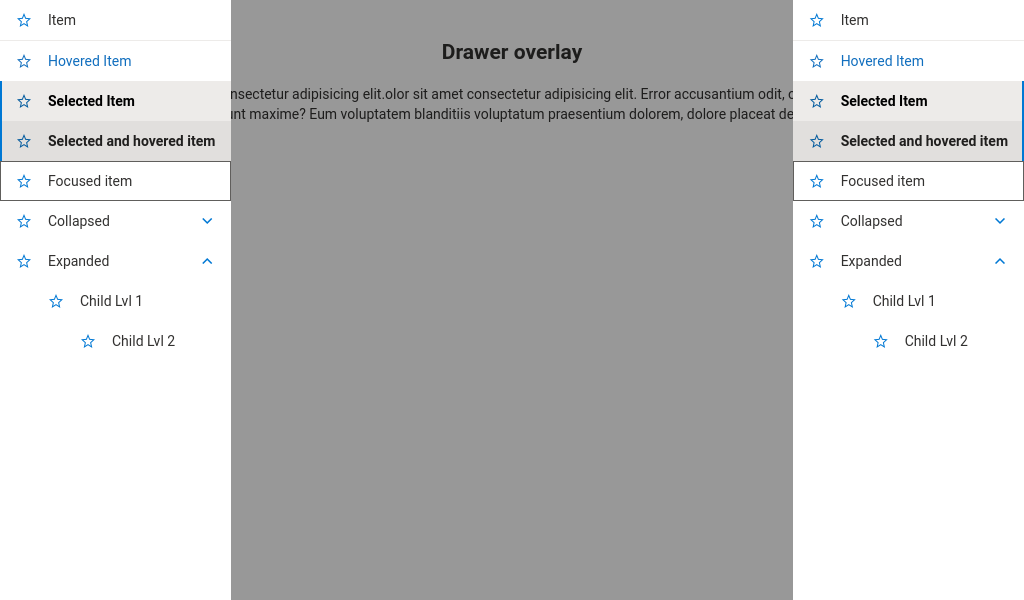 Item
Hovered Item
Selected Item
Selected and hovered item
Focused item
Collapsed
Expanded
Child Lvl 1
Child Lvl 2
Drawer overlay
nsectetur adipisicing elit.olor sit amet consectetur adipisicing elit. Error accusantium odit,
maxime? Eum voluptatem blanditiis voluptatum praesentium dolorem, dolore placeat
Item
Hovered Item
Selected Item
Selected and hovered item
Focused item
Collapsed
Expanded
Child Lvl 1
Child Lvl 2